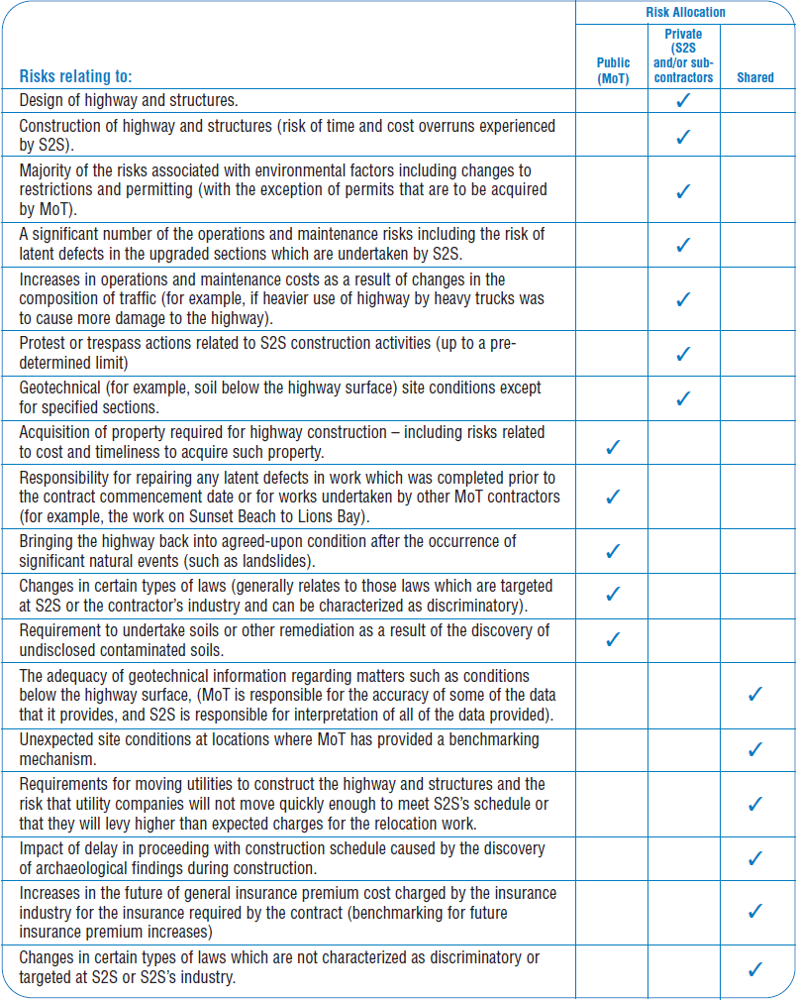 Risk Allocation
Risks relating to:
Public
(MoT)
Private
(S2S
and/or sub-
contractors
Shared
Design of highway and structures.
✓
Construction of highway and structures (risk of time and cost overruns experienced
by S2S).
✓
Majority of the risks associated with environmental factors including changes to
restrictions and permitting (with the exception of permits that are to be acquired
by MoT).
✓
A significant number of the operations and maintenance risks including the risk of
latent defects in the upgraded sections which are undertaken by S2S.
✓
Increases in operations and maintenance costs as a result of changes in the
composition of traffic (for example, if heavier use of highway by heavy trucks was
to cause more damage to the highway).
✓
Protest or trespass actions related to S2S construction activities (up to a pre-
determined limit)
✓
Geotechnical (for example, soil below the highway surface) site conditions except
for specified sections.
✓
Acquisition of property required for highway construction – including risks related
to cost and timeliness to acquire such property.
✓
Responsibility for repairing any latent defects in work which was completed prior to
the contract commencement date or for works undertaken by other MoT contractors
(for example, the work on Sunset Beach to Lions Bay).
✓
Bringing the highway back into agreed-upon condition after the occurrence of
significant natural events (such as landslides).
✓
Changes in certain types of laws (generally relates to those laws which are targeted
at S2S or the contractor’s industry and can be characterized as discriminatory).
✓
Requirement to undertake soils or other remediation as a result of the discovery of
undisclosed contaminated soils.
✓
The adequacy of geotechnical information regarding matters such as conditions
below the highway surface, (MoT is responsible for the accuracy of some of the data
that it provides, and S2S is responsible for interpretation of all of the data provided).
✓
Unexpected site conditions at locations where MoT has provided a benchmarking
mechanism.
✓
Requirements for moving utilities to construct the highway and structures and the
risk that utility companies will not move quickly enough to meet S2S’s schedule or
that they will levy higher than expected charges for the relocation work.
✓
Impact of delay in proceeding with construction schedule caused by the discovery
of archaeological findings during construction.
✓
Increases in the future of general insurance premium cost charged by the insurance
industry for the insurance required by the contract (benchmarking for future
insurance premium increases)
✓
Changes in certain types of laws which are not characterized as discriminatory or
targeted at S2S or S2S’s industry.
✓